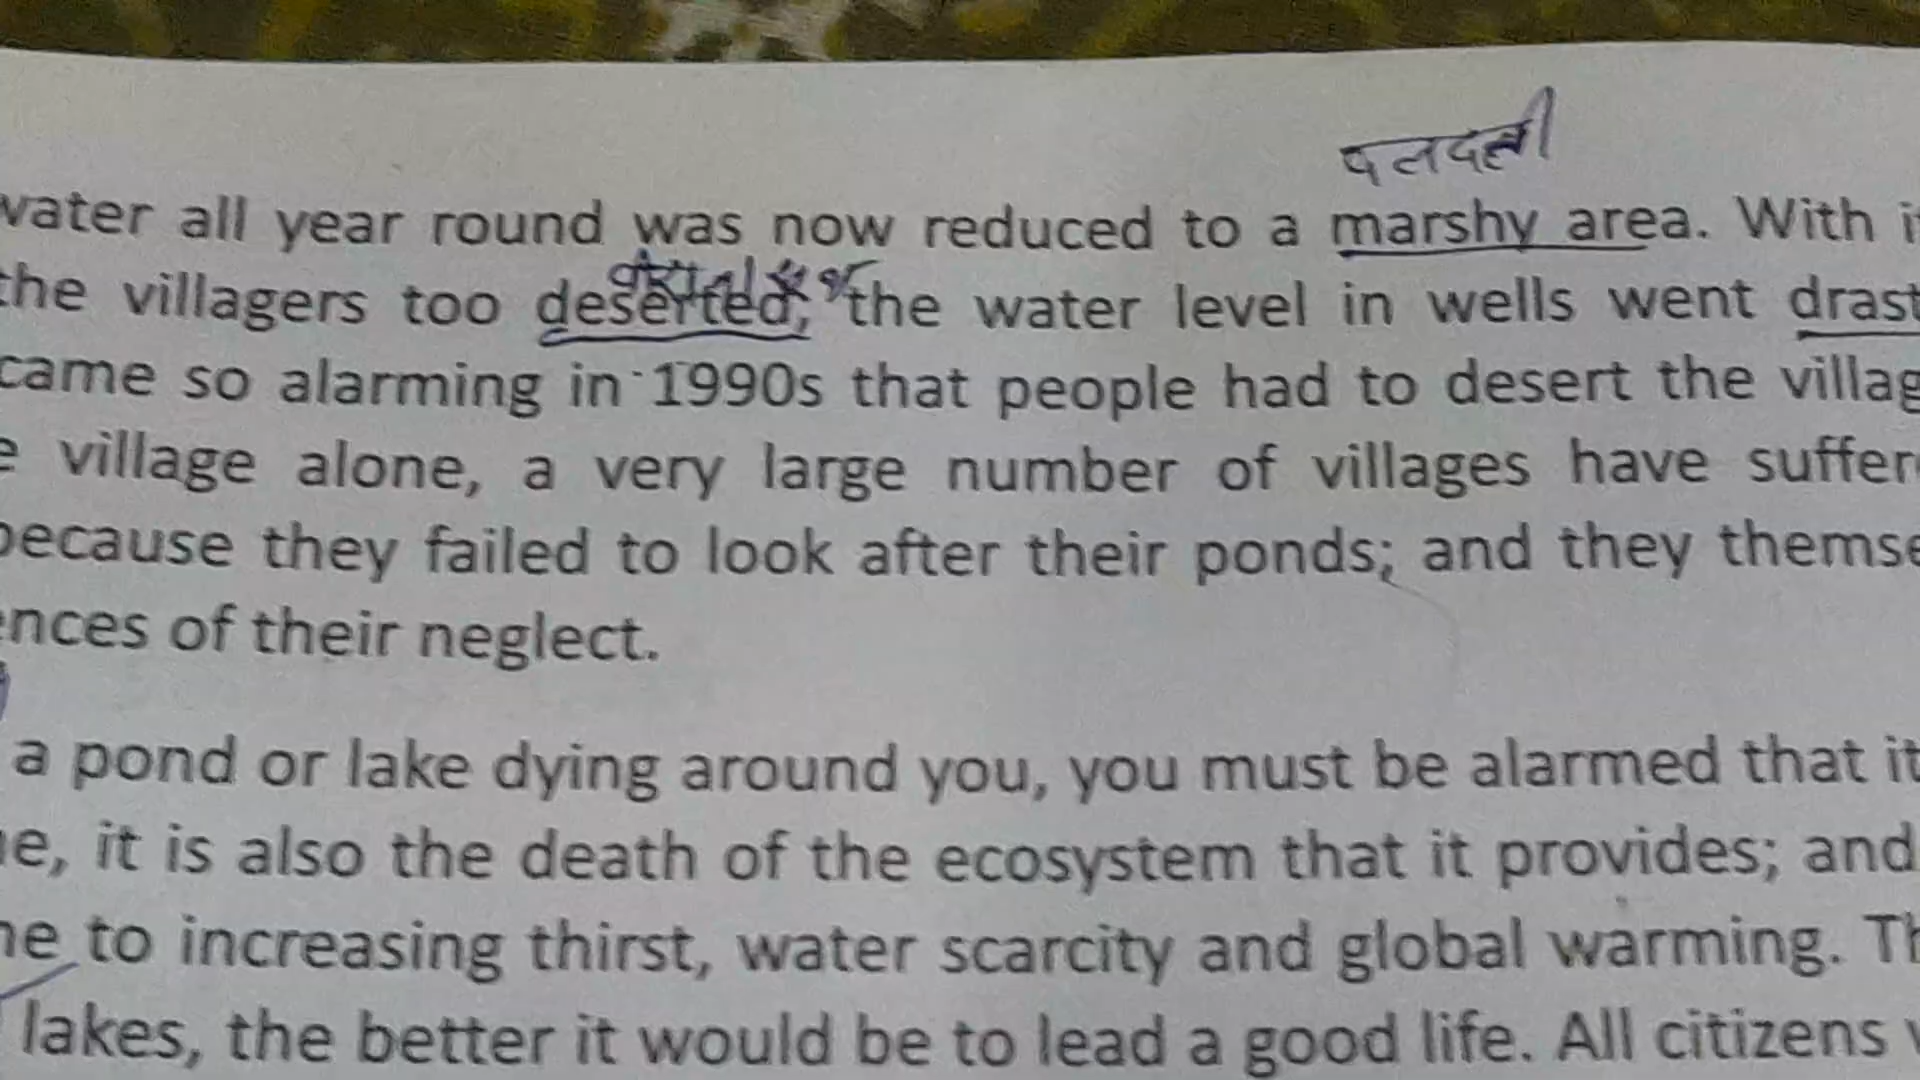 दलदली
water all year round was now reduced to a marshy area. With i
the villagers too deserted, the water level in wells went drast
came so alarming in 1990s that people had to desert the villag
e village alone, a very large number of villages have suffer
because they failed to look after their ponds; and they themse
ences of their neglect.
a pond or lake dying around you, you must be alarmed that it
e, it is also the death of the ecosystem that it provides; and
ne to increasing thirst, water scarcity and global warming. Th
lakes, the better it would be to lead a good life. All citizens